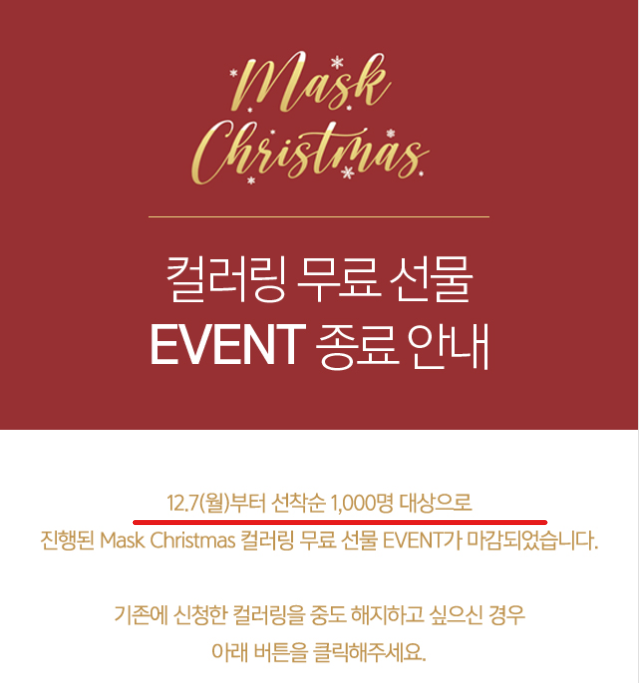 Mask
Christmas
컬러링 무료 선물
EVENT 종료 안내
12.7(월)부터 선착순 1,000명 대상으로
진행된 Mask Christmas 컬러링 무료 선물 EVENT가 마감되었습니다.
기존에 신청한 컬러링을 중도 해지하고 싶으신 경우
아래 버튼을 클릭해주세요.